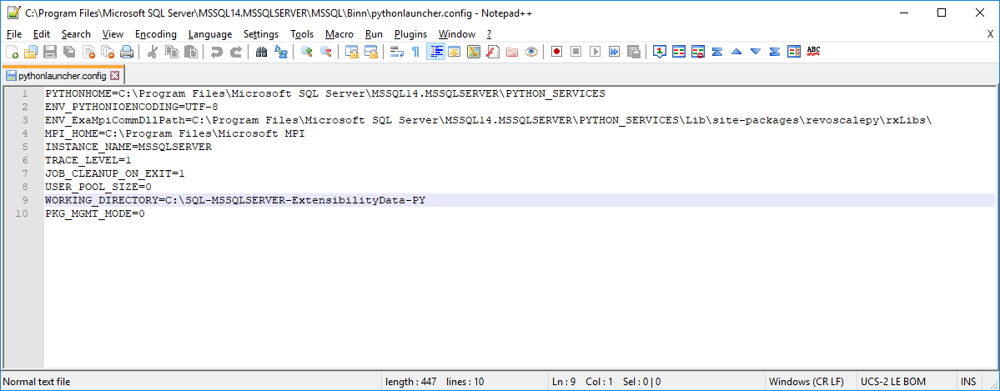 C:\Program Files\Microsoft SQL Server\MSSQL14.MSSQLSERVER\MSSQL\Binn\pythonlauncher.config - Notepad++
File Edit Search View Encoding Language Settings Tools Macro Run Plugins Window ? X
ABC
pythonlauncher.config
1 PYTHONHOME=C:\Program Files\Microsoft SQL Server\MSSQL14.MSSQLSERVER\PYTHON_SERVICES
2 ENV_PYTHONIOENCODING=UTF-8
3 ENV_ExaMpiCommDllPath=C:\Program Files\Microsoft SQL Server\MSSQL14.MSSQLSERVER\PYTHON_SERVICES\Lib\site-packages\revoscalepy\rxLibs\
4 MPI_HOME=C:\Program Files\Microsoft MPI
5 INSTANCE_NAME=MSSQLSERVER
6 TRACE_LEVEL=1
7 JOB_CLEANUP_ON_EXIT=1
8 USER_POOL_SIZE=0
9 WORKING_DIRECTORY=C:\SQL-MSSQLSERVER-ExtensibilityData-PY
10 PKG_MGMT_MODE=0
Normal text file length : 447 lines : 10 Ln : 9 Col : 1 Sel : 0 | 0 Windows (CR LF) UCS-2 LE BOM INS